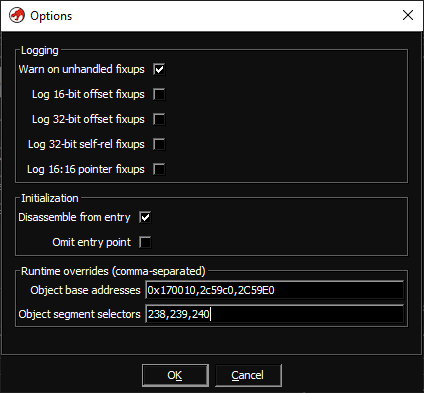 Options
Logging
Warn on unhandled fixups
Log 16-bit offset fixups
Log 32-bit offset fixups
Log 32-bit self-rel fixups
Log 16:16 pointer fixups
Initialization
Disassemble from entry
Omit entry point
Runtime overrides (comma-separated)
Object base addresses 0x170010,2c59c0,2C59E0
Object segment selectors 238,239,240
OK Cancel